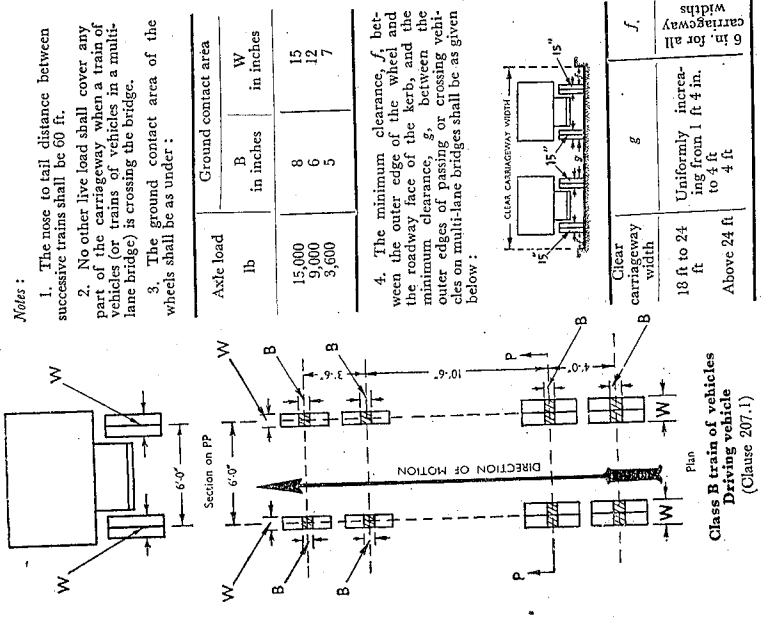 W
W
6'-0"
Section on PP
W
6'-0"
W
B
B
3'-6"
B
B
10'-6"
DIRECTION OF MOTION
P
P
B
4'-0"
B
W
W
Plan
Class B train of vehicles
Driving vehicle
(Clause 207.1)
Notes :
1. The nose to tail distance between
successive trains shall be 60 ft.
2. No other live load shall cover any
part of the carriageway when a train of
vehicles (or trains of vehicles in a multi-
lane bridge) is crossing the bridge.
3. The ground contact area of the
wheels shall be as under :
Axle load Ground contact area
lb B in inches W in inches
15,000 8 15
9,000 6 12
3,600 5 7
4. The minimum clearance, f, bet-
ween the outer edge of the wheel and
the roadway face of the kerb, and the
minimum clearance, g, between the
outer edges of passing or crossing vehi-
cles on multi-lane bridges shall be as given
below :
CLEAR CARRIAGEWAY WIDTH
15"
15"
g
15"
15"
Clear
carriageway
width
g
f
18 ft to 24
ft
Uniformly increa-
ing from 1 ft 4 in.
to 4 ft
6 in. for all
carriageway
widths
Above 24 ft 4 ft